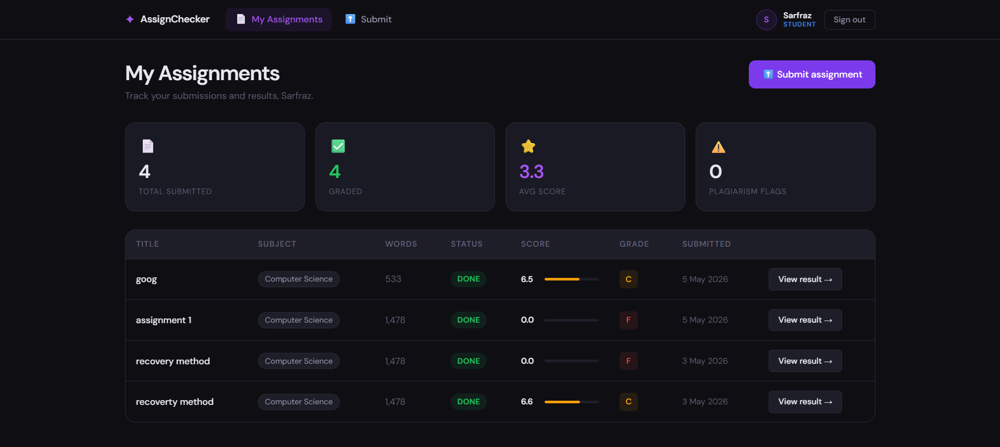 AssignChecker My Assignments Submit S Sarfraz STUDENT Sign out
My Assignments
Submit assignment
Track your submissions and results, Sarfraz.
4 4 3.3 0
TOTAL SUBMITTED GRADED AVG SCORE PLAGIARISM FLAGS
TITLE SUBJECT WORDS STATUS SCORE GRADE SUBMITTED
goog Computer Science 533 DONE 6.5 C 5 May 2026 View result →
assignment 1 Computer Science 1,478 DONE 0.0 F 5 May 2026 View result →
recovery method Computer Science 1,478 DONE 0.0 F 3 May 2026 View result →
recoverty method Computer Science 1,478 DONE 6.6 C 3 May 2026 View result →